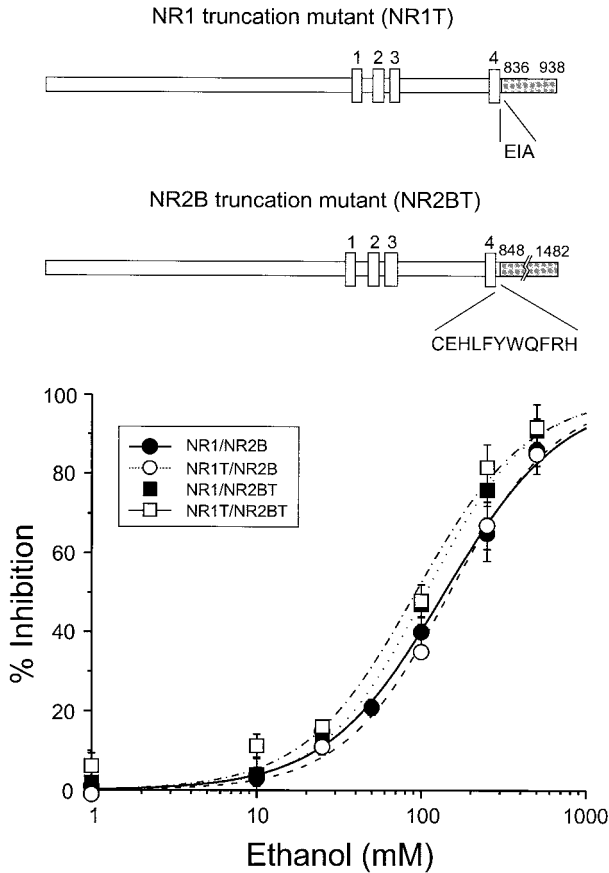 NR1 truncation mutant (NR1T)
1 2 3 4 836 938
EIA
NR2B truncation mutant (NR2BT)
1 2 3 4 848 1482
CEHLFYWQFRH
100
80
60
40
20
0
% Inhibition
NR1/NR2B
NR1T/NR2B
NR1/NR2BT
NR1T/NR2BT
1 10 100 1000
Ethanol (mM)